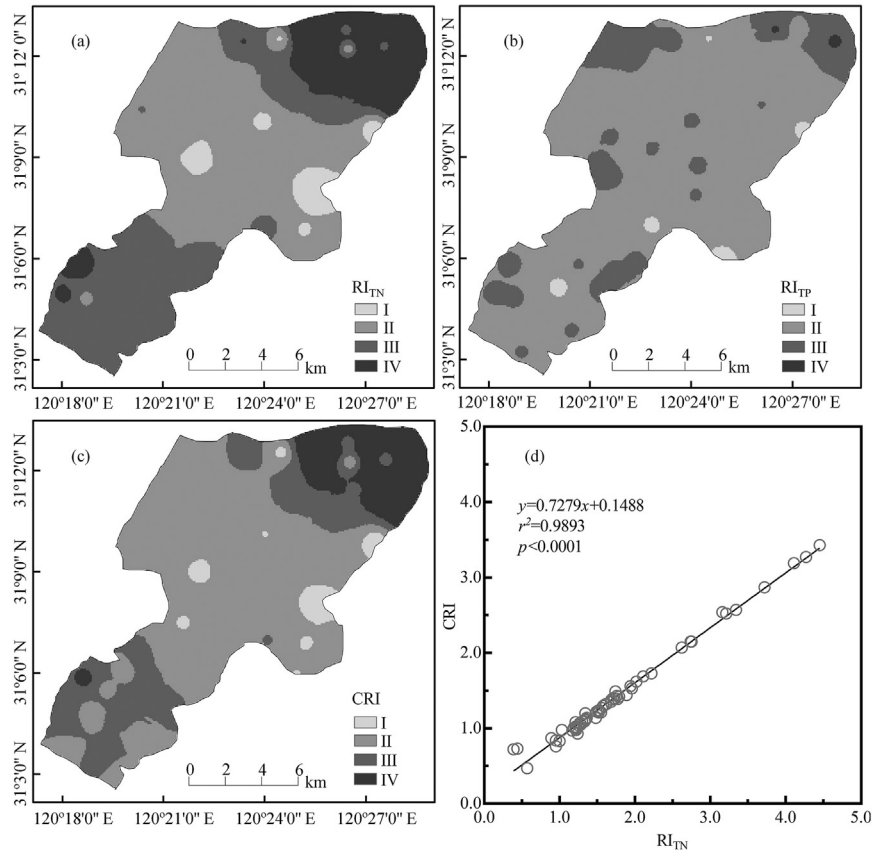 (a)
31°12'0" N
31°9'0" N
31°6'0" N
31°3'0" N
RI_TN
I
II
III
IV
0 2 4 6
km
120°18'0" E 120°21'0" E 120°24'0" E 120°27'0" E
(b)
31°12'0" N
31°9'0" N
31°6'0" N
31°3'0" N
RI_TP
I
II
III
IV
0 2 4 6
km
120°18'0" E 120°21'0" E 120°24'0" E 120°27'0" E
(c)
31°12'0" N
31°9'0" N
31°6'0" N
31°3'0" N
CRI
I
II
III
IV
0 2 4 6
km
120°18'0" E 120°21'0" E 120°24'0" E 120°27'0" E
(d)
y=0.7279x+0.1488
r²=0.9893
p<0.0001
CRI
5.0
4.0
3.0
2.0
1.0
0.0
0.0 1.0 2.0 3.0 4.0 5.0
RI_TN